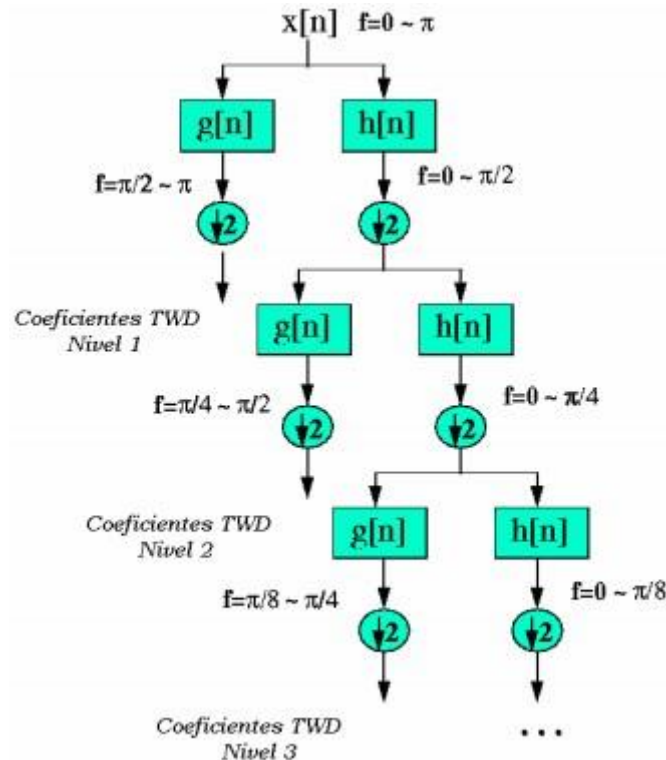 x[n] f=0 ~ π
g[n] h[n]
f=π/2 ~ π f=0 ~ π/2
↓2 ↓2
Coeficientes TWD
Nivel 1
g[n] h[n]
f=π/4 ~ π/2 f=0 ~ π/4
↓2 ↓2
Coeficientes TWD
Nivel 2
g[n] h[n]
f=π/8 ~ π/4 f=0 ~ π/8
↓2 ↓2
Coeficientes TWD
Nivel 3
...